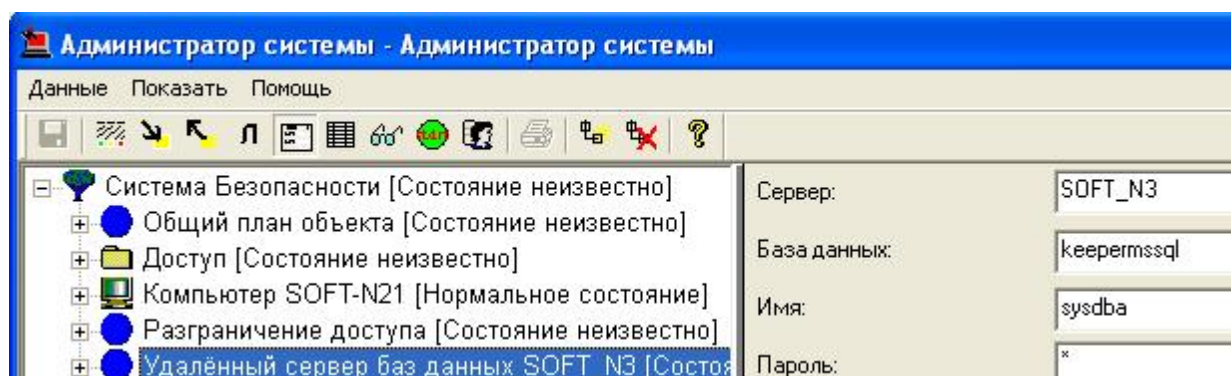 Администратор системы - Администратор системы
Данные Показать Помощь
Л
?
Система Безопасности [Состояние неизвестно]
Общий план объекта [Состояние неизвестно]
Доступ [Состояние неизвестно]
Компьютер SOFT-N21 [Нормальное состояние]
Разграничение доступа [Состояние неизвестно]
Удалённый сервер баз данных SOFT_N3 [Состоя
Сервер: SOFT_N3
База данных: keepermssql
Имя: sysdba
Пароль: *